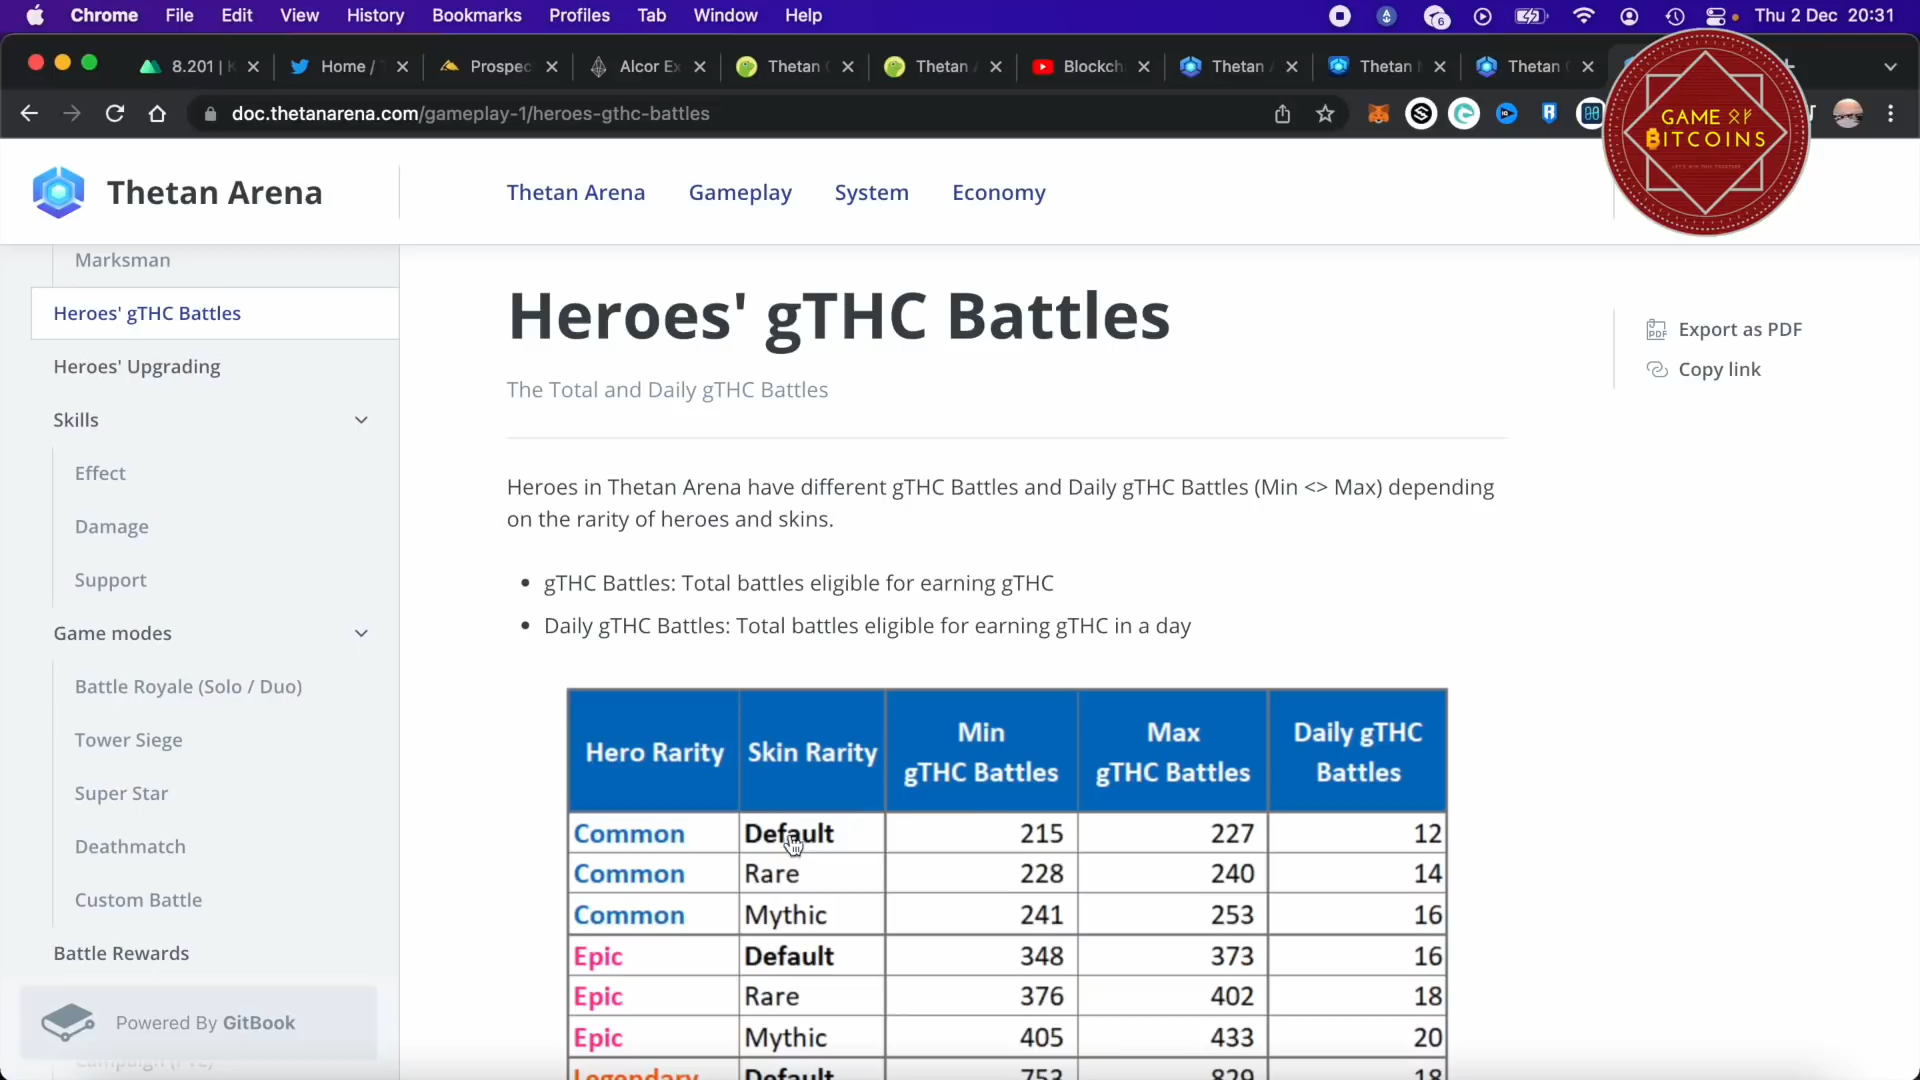 Chrome File Edit View History Bookmarks Profiles Tab Window Help
6
Thu 2 Dec 20:31
8.201 | Home / Prospec Alcor Ex Thetan Thetan Blockch Thetan Thetan Thetan
doc.thetanarena.com/gameplay-1/heroes-gthc-battles
GAME OF
BITCOINS
Thetan Arena
Thetan Arena Gameplay System Economy
Marksman
Heroes' gTHC Battles
Heroes' Upgrading
Skills
Effect
Damage
Support
Game modes
Battle Royale (Solo / Duo)
Tower Siege
Super Star
Deathmatch
Custom Battle
Battle Rewards
Powered By GitBook
Heroes' gTHC Battles
The Total and Daily gTHC Battles
Export as PDF
Copy link
Heroes in Thetan Arena have different gTHC Battles and Daily gTHC Battles (Min <> Max) depending
on the rarity of heroes and skins.
• gTHC Battles: Total battles eligible for earning gTHC
• Daily gTHC Battles: Total battles eligible for earning gTHC in a day
Hero Rarity Skin Rarity Min gTHC Battles Max gTHC Battles Daily gTHC Battles
Common Default 215 227 12
Common Rare 228 240 14
Common Mythic 241 253 16
Epic Default 348 373 16
Epic Rare 376 402 18
Epic Mythic 405 433 20
Legendary Default 753 829 18